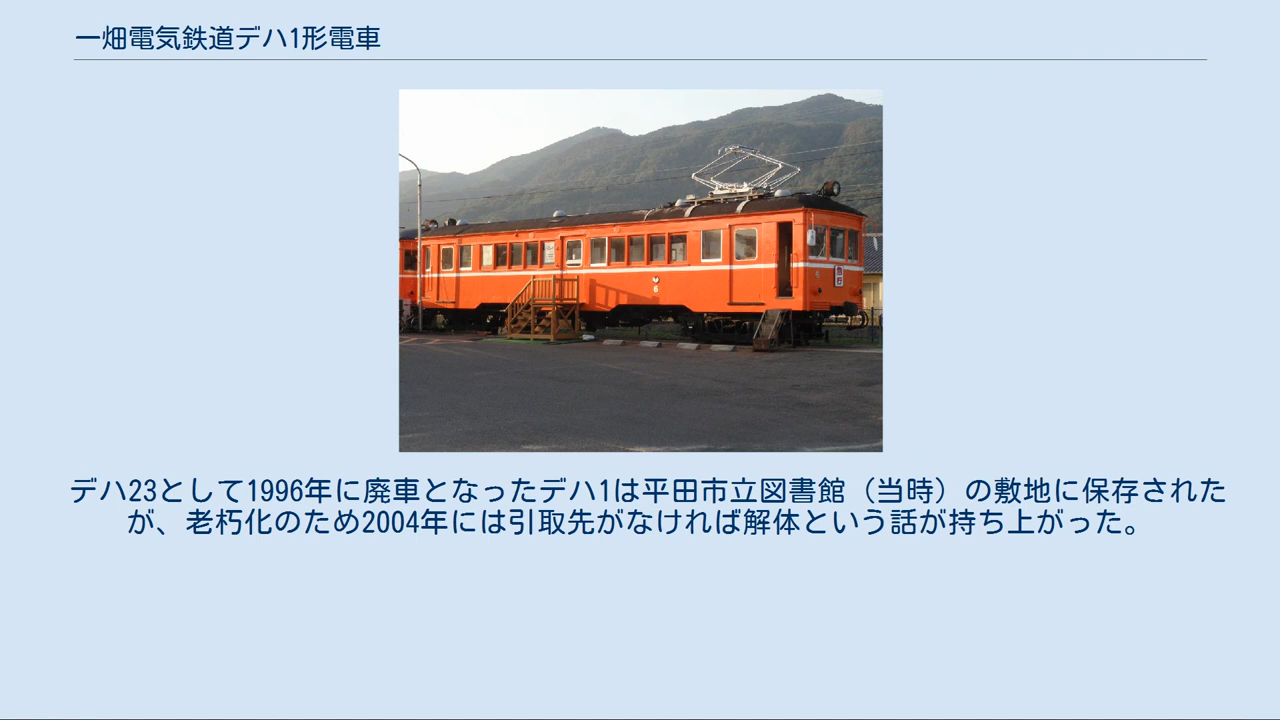 一畑電気鉄道デハ1形電車
6
デハ23として1996年に廃車となったデハ1は平田市立図書館（当時）の敷地に保存された
が、老朽化のため2004年には引取先がなければ解体という話が持ち上がった。